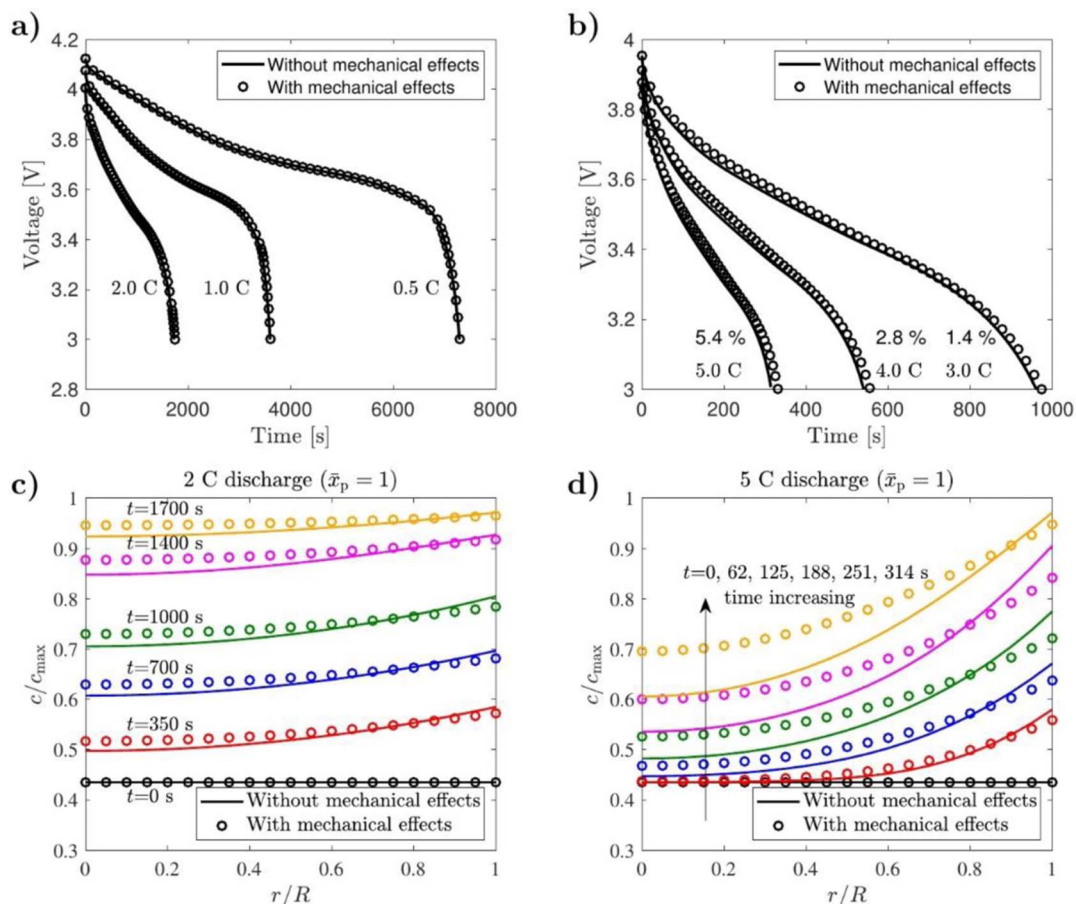 a)
4.2
4
3.8
3.6
3.4
3.2
3
2.8
Voltage [V]
Without mechanical effects
With mechanical effects
2.0 C
1.0 C
0.5 C
0
2000
4000
6000
8000
Time [s]
b)
4
3.8
3.6
3.4
3.2
3
Voltage [V]
Without mechanical effects
With mechanical effects
5.4 %
2.8 %
1.4 %
5.0 C
4.0 C
3.0 C
0
200
400
600
800
1000
Time [s]
c)
2 C discharge (x̄p = 1)
1
0.9
0.8
0.7
0.6
0.5
0.4
0.3
c/cmax
t=1700 s
t=1400 s
t=1000 s
t=700 s
t=350 s
t=0 s
Without mechanical effects
With mechanical effects
0
0.2
0.4
0.6
0.8
1
r/R
d)
5 C discharge (x̄p = 1)
1
0.9
0.8
0.7
0.6
0.5
0.4
0.3
c/cmax
t=0, 62, 125, 188, 251, 314 s
time increasing
Without mechanical effects
With mechanical effects
0
0.2
0.4
0.6
0.8
1
r/R